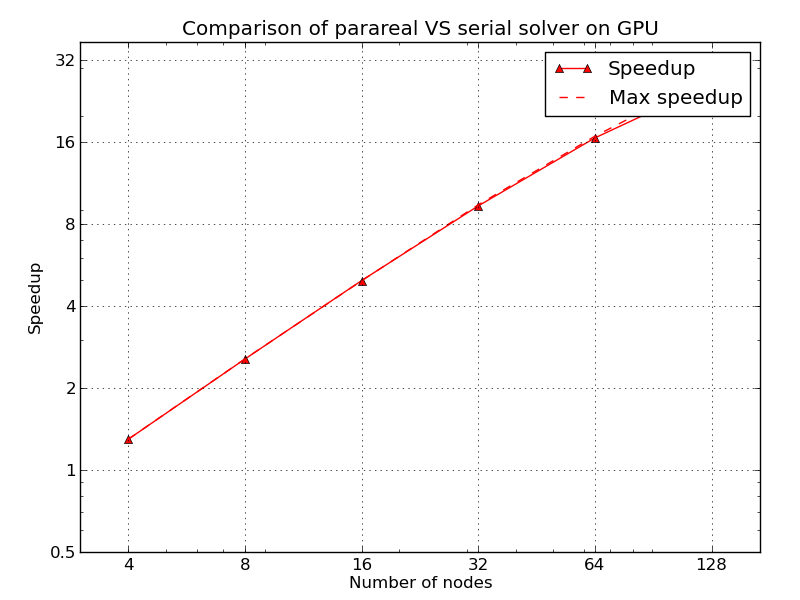 Comparison of parareal VS serial solver on GPU
32
16
8
4
2
1
0.5
Speedup
Speedup
Max speedup
4 8 16 32 64 128
Number of nodes